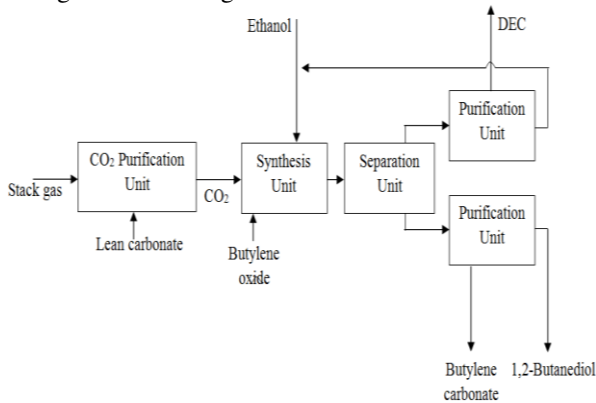 Ethanol
DEC
Purification
Unit
CO₂ Purification
Unit
Synthesis
Unit
Separation
Unit
Stack gas
CO₂
Purification
Unit
Lean carbonate
Butylene
oxide
Butylene
carbonate
1,2-Butanediol